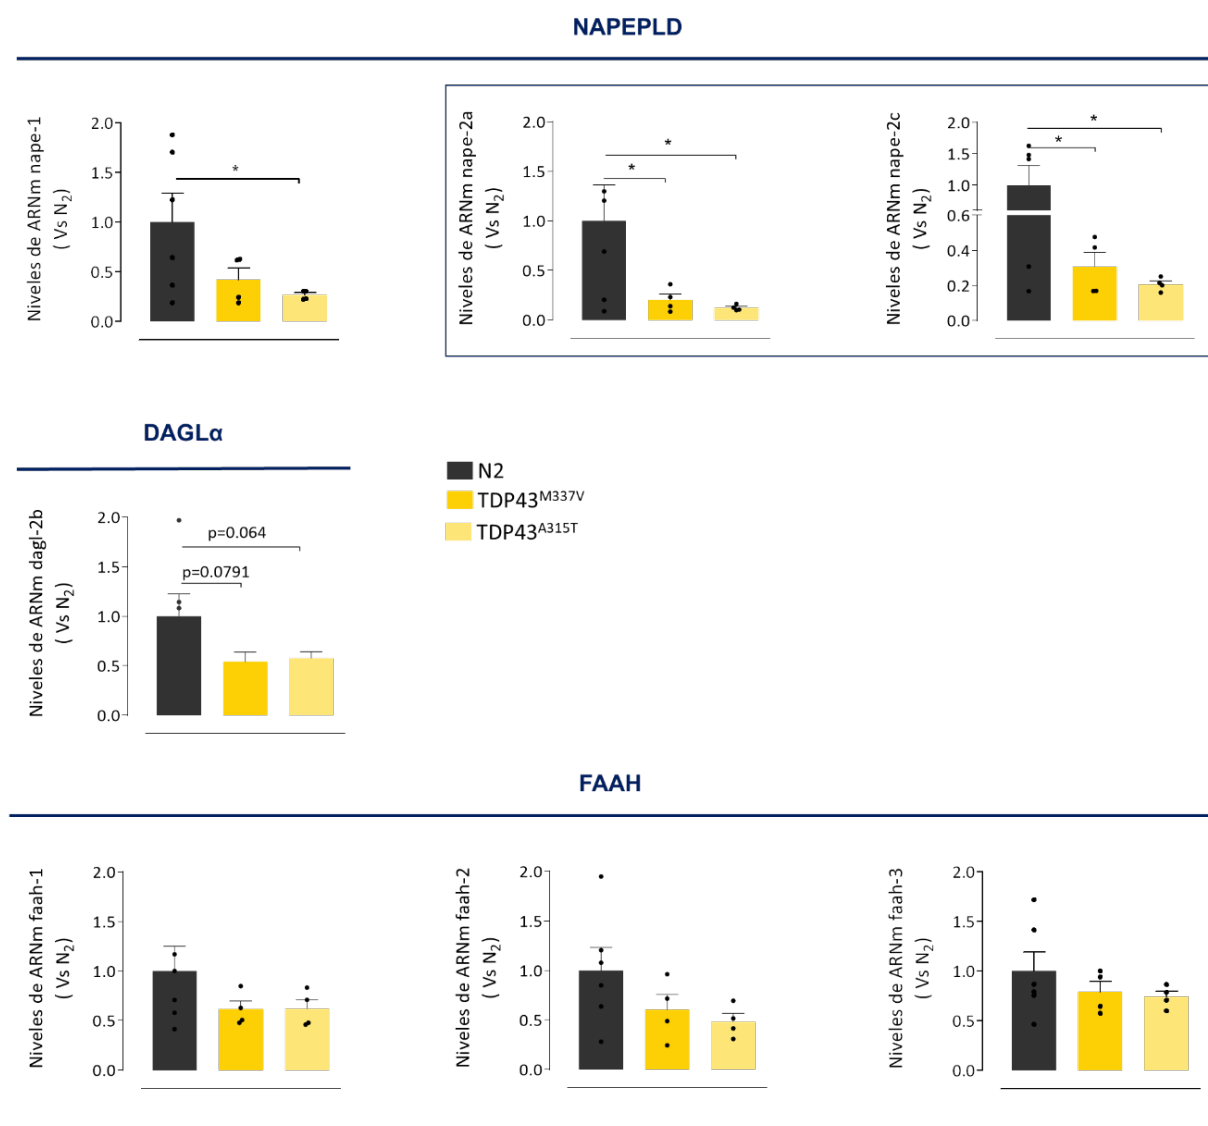 NAPEPLD
Niveles de ARNm nape-1
( Vs N2)
2.0
1.5
1.0
0.5
0.0
*
Niveles de ARNm nape-2a
( Vs N2)
2.0
1.5
1.0
0.5
0.0
*
*
Niveles de ARNm nape-2c
( Vs N2)
2.0
1.5
1.0
0.6
0.4
0.2
0.0
*
*
DAGLα
Niveles de ARNm dagl-2b
( Vs N2)
2.0
1.5
1.0
0.5
0.0
p=0.064
p=0.0791
N2
TDP43M337V
TDP43A315T
FAAH
Niveles de ARNm faah-1
( Vs N2)
2.0
1.5
1.0
0.5
0.0
Niveles de ARNm faah-2
( Vs N2)
2.0
1.5
1.0
0.5
0.0
Niveles de ARNm faah-3
( Vs N2)
2.0
1.5
1.0
0.5
0.0